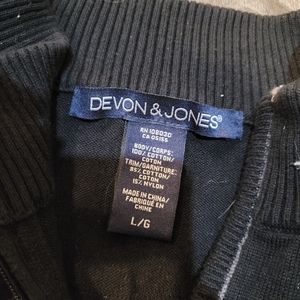 DEVON & JONES®
RN 108030
CA 05155
BODY/CORPS:
100% COTTON/
COTON
TRIM/GARNITURE:
85% COTTON/
COTON
15% NYLON
MADE IN CHINA/
FABRIQUÉ EN
CHINE
L/G